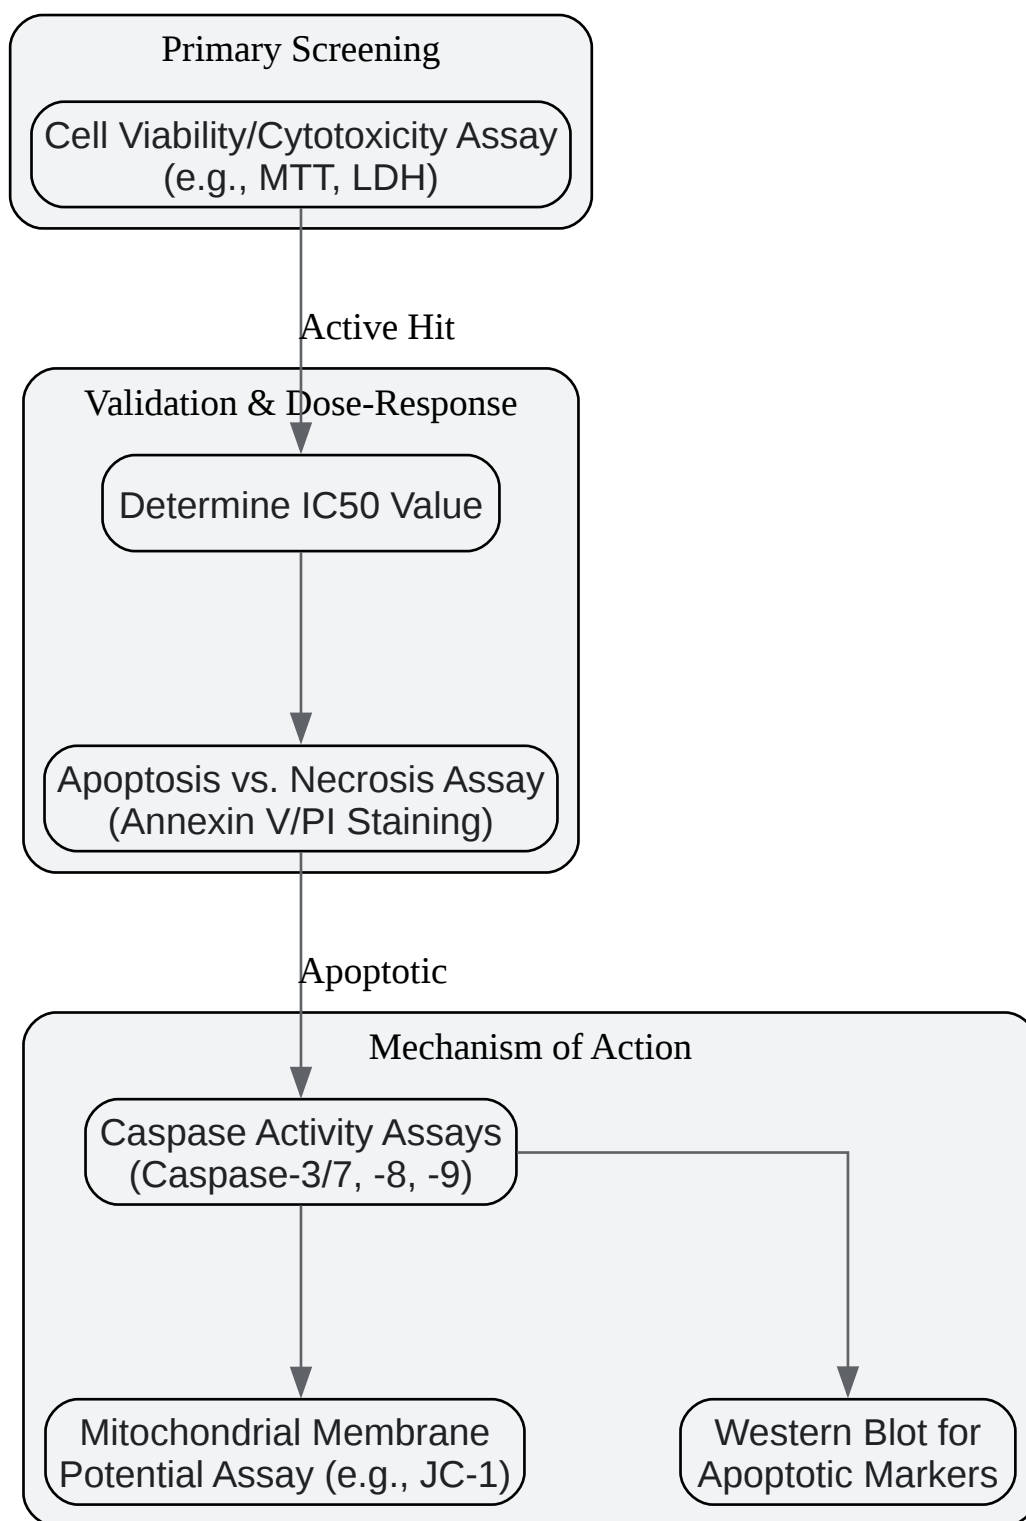 Primary Screening
Cell Viability/Cytotoxicity Assay
(e.g., MTT, LDH)
Active Hit
Validation & Dose-Response
Determine IC50 Value
Apoptosis vs. Necrosis Assay
(Annexin V/PI Staining)
Apoptotic
Mechanism of Action
Caspase Activity Assays
(Caspase-3/7, -8, -9)
Mitochondrial Membrane
Potential Assay (e.g., JC-1)
Western Blot for
Apoptotic Markers